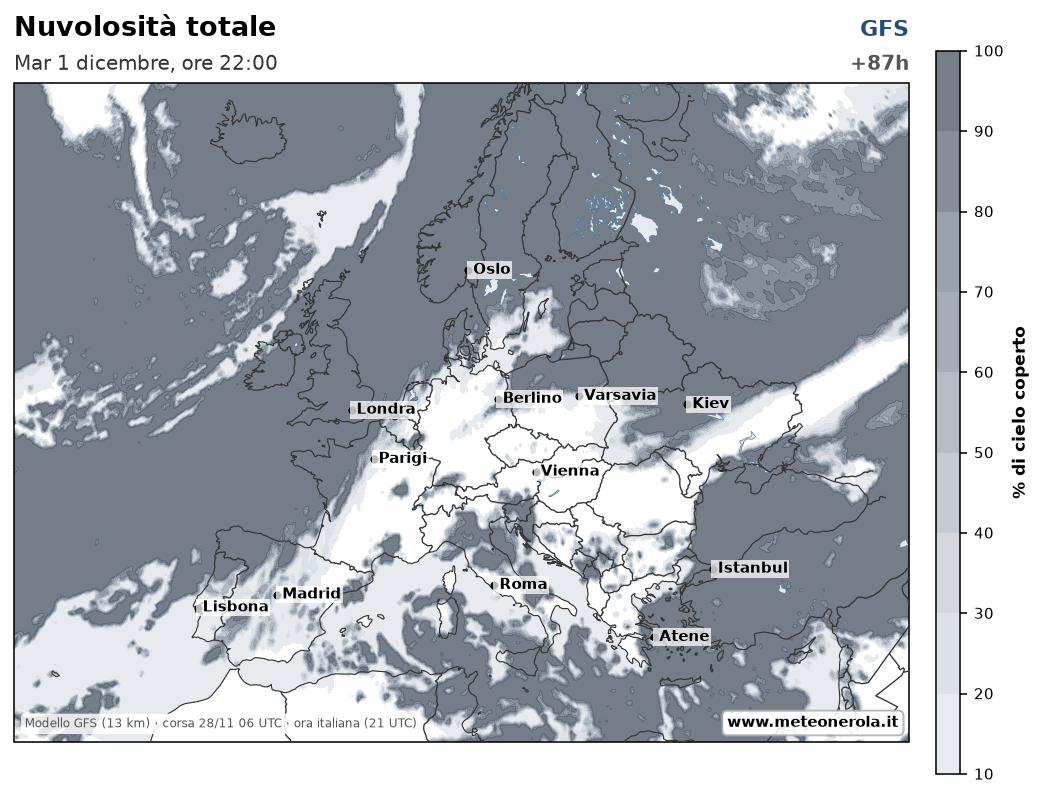 Nuvolosità totale
GFS
Mar 1 dicembre, ore 22:00
+87h
100
90
80
70
60
50
40
30
20
10
% di cielo coperto
Oslo
Londra
Berlino
Varsavia
Kiev
Parigi
Vienna
Istanbul
Roma
Madrid
Lisbona
Atene
Modello GFS (13 km) · corsa 28/11 06 UTC · ora italiana (21 UTC)
www.meteonerola.it